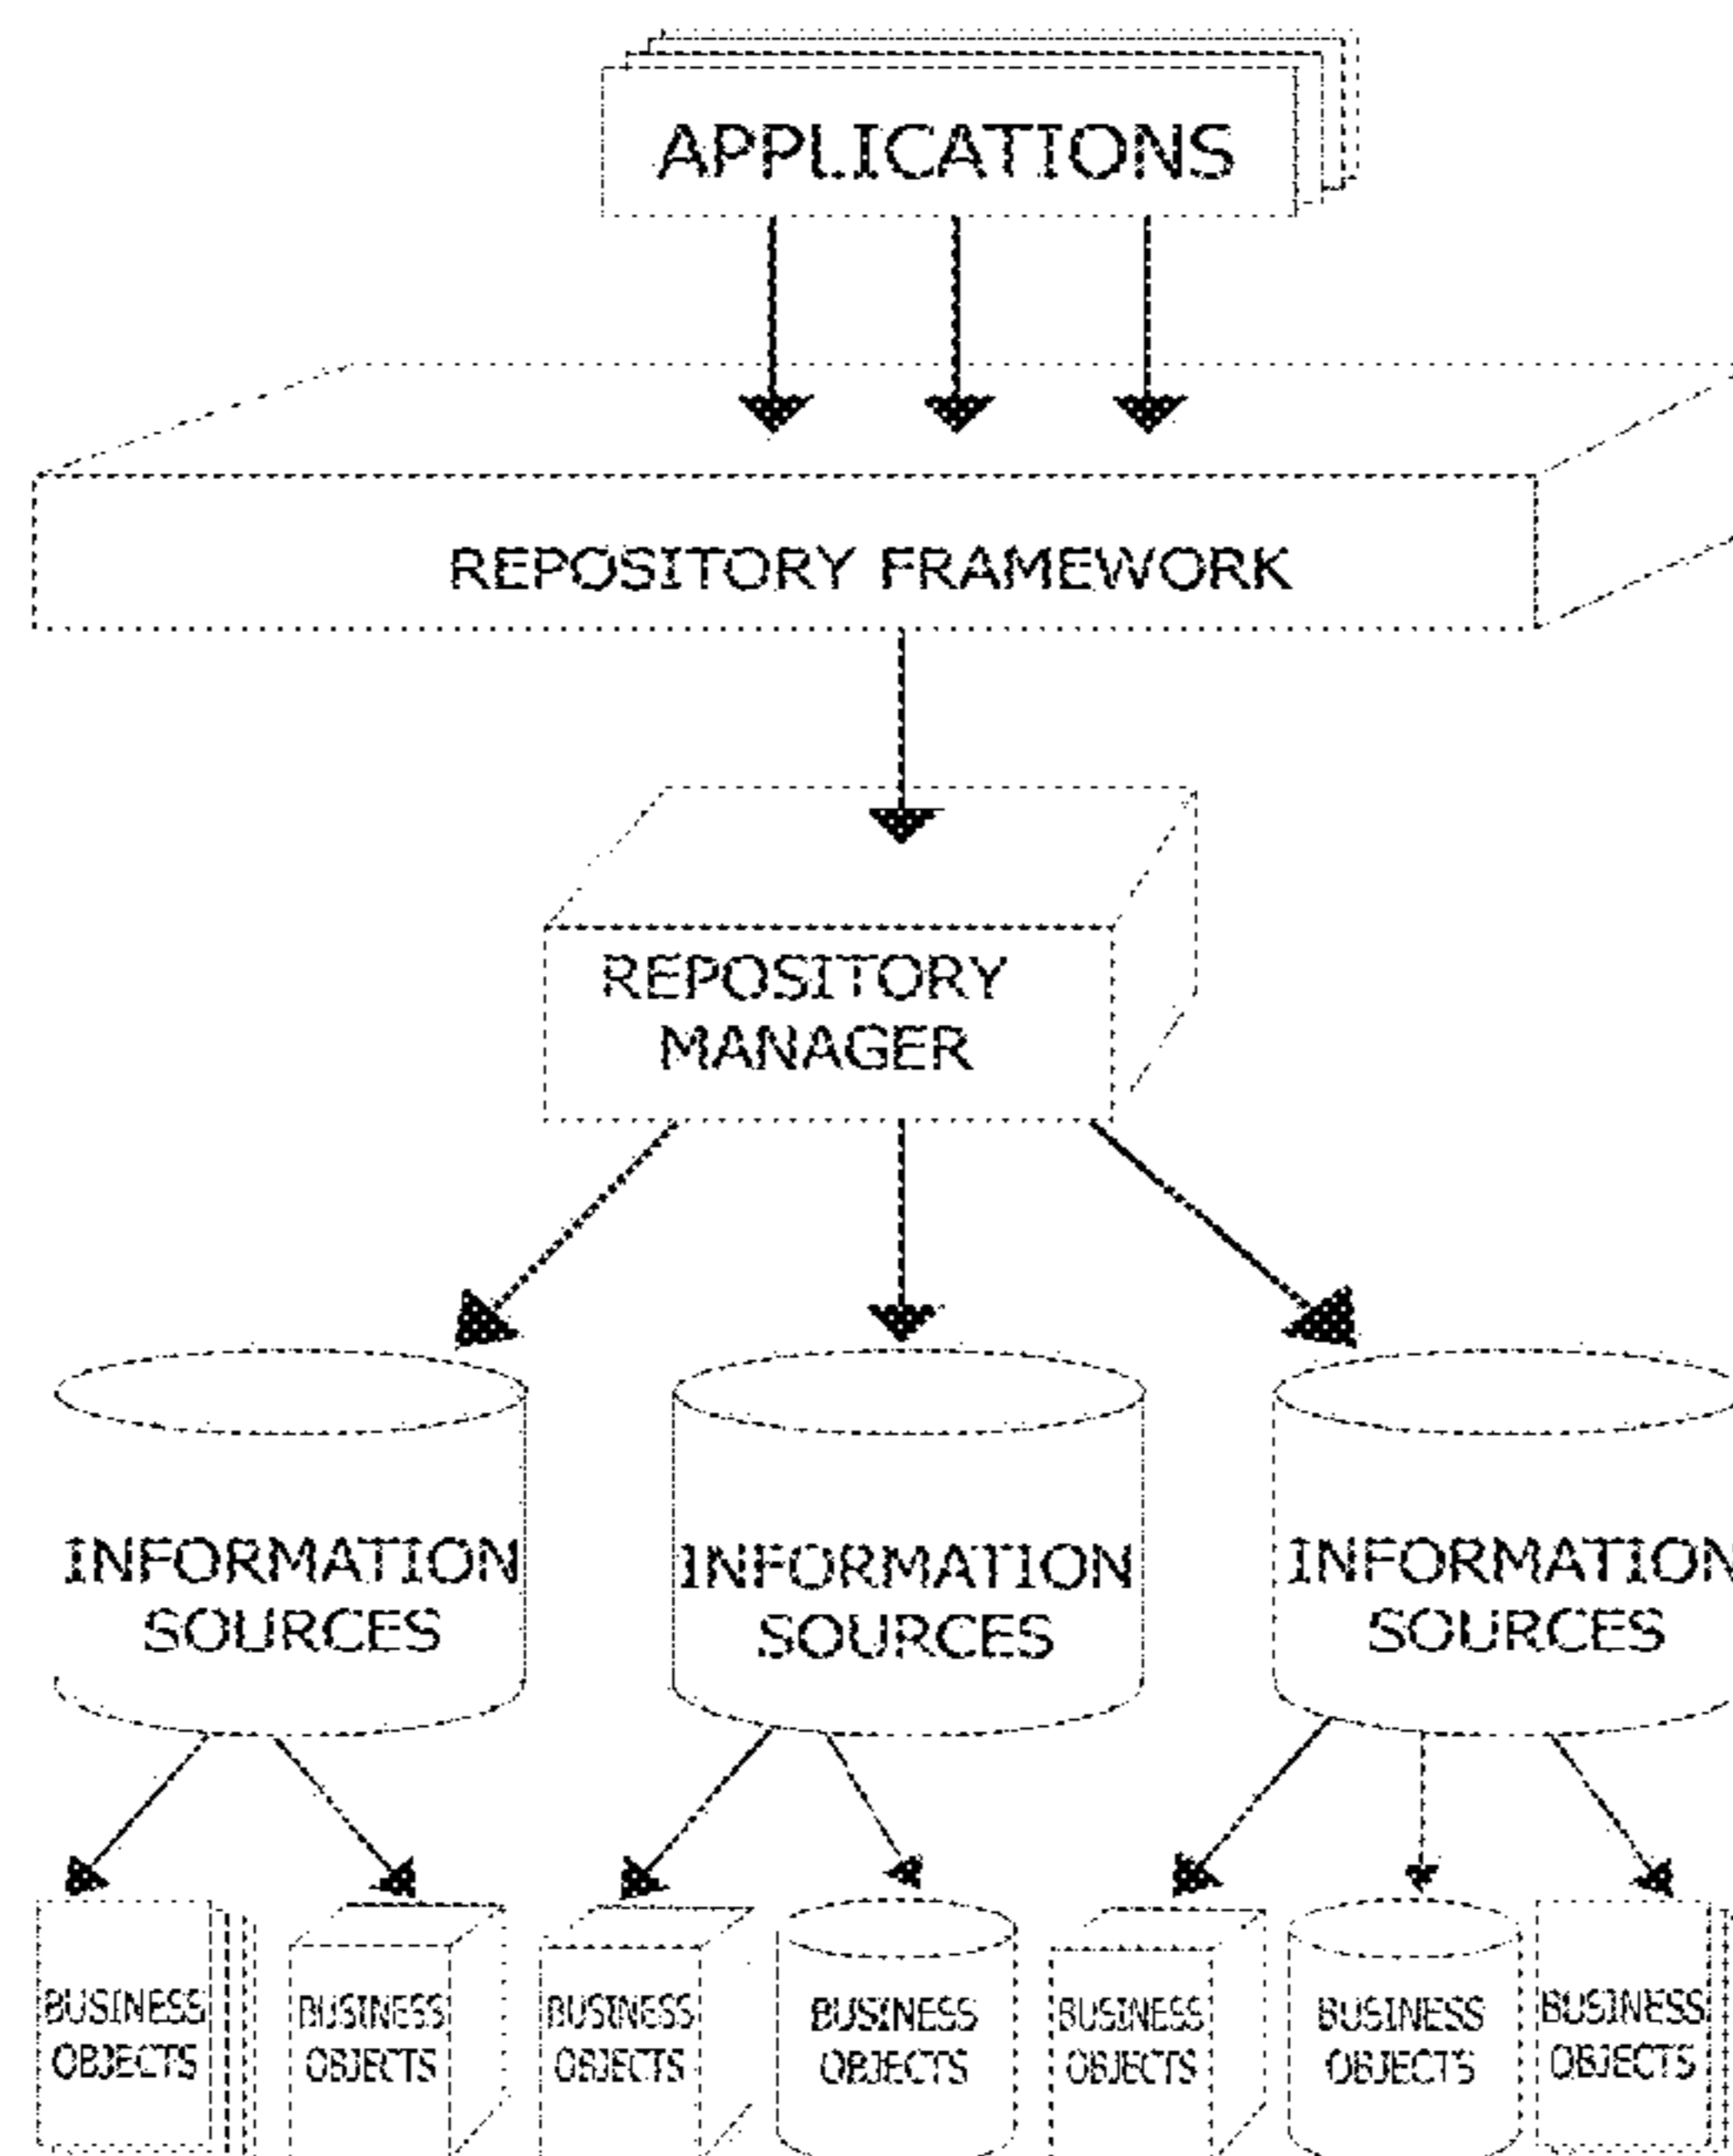 APPLICATIONS
REPOSITORY FRAMEWORK
REPOSITORY
MANAGER
INFORMATION
SOURCES
INFORMATION
SOURCES
INFORMATION
SOURCES
BUSINESS
OBJECTS
BUSINESS
OBJECTS
BUSINESS
OBJECTS
BUSINESS
OBJECTS
BUSINESS
OBJECTS
BUSINESS
OBJECTS
BUSINESS
OBJECTS